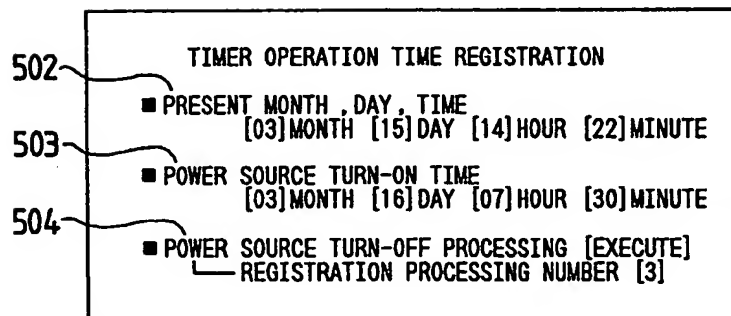 TIMER OPERATION TIME REGISTRATION
502
■ PRESENT MONTH , DAY , TIME
[03] MONTH [15] DAY [14] HOUR [22] MINUTE
503
■ POWER SOURCE TURN-ON TIME
[03] MONTH [16] DAY [07] HOUR [30] MINUTE
504
■ POWER SOURCE TURN-OFF PROCESSING [EXECUTE]
REGISTRATION PROCESSING NUMBER [3]